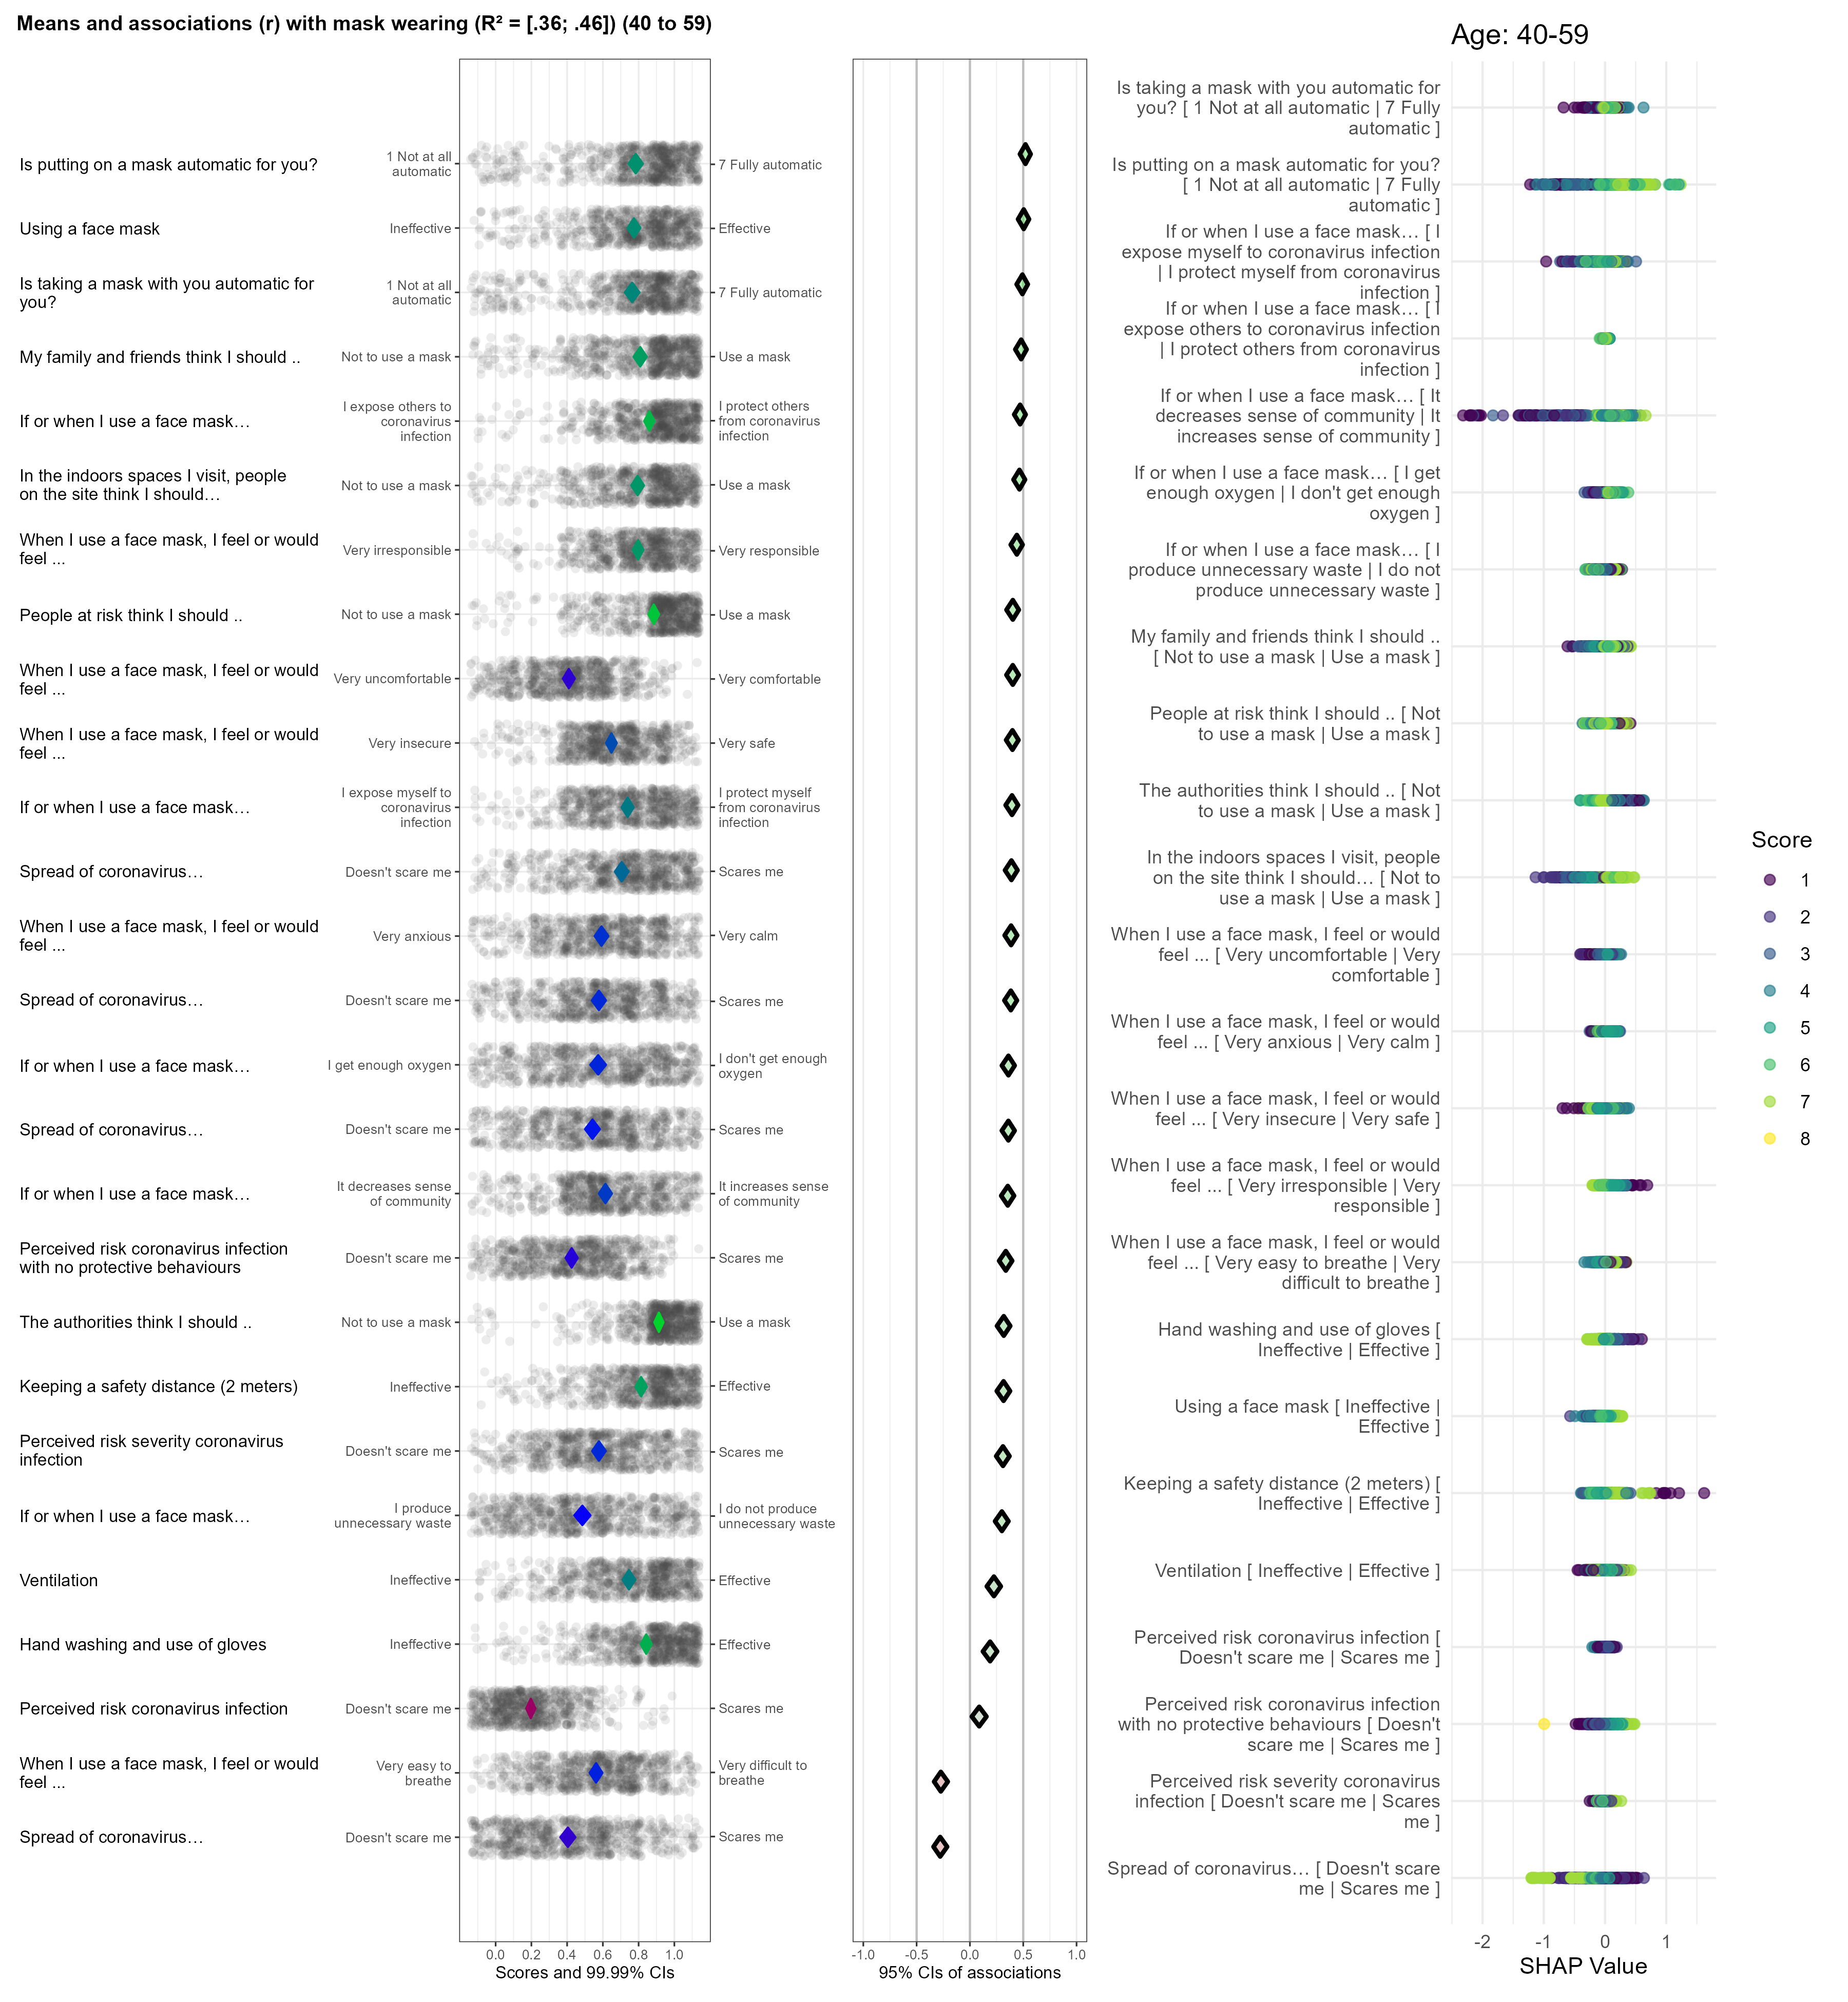 Means and associations (r) with mask wearing (R² = [.36; .46]) (40 to 59)
Is putting on a mask automatic for you?
1 Not at all
automatic
7 Fully automatic
Using a face mask
Ineffective
Effective
Is taking a mask with you automatic for
you?
1 Not at all
automatic
7 Fully automatic
My family and friends think I should ..
Not to use a mask
Use a mask
If or when I use a face mask…
I expose others to
coronavirus
infection
I protect others
from coronavirus
infection
In the indoors spaces I visit, people
on the site think I should…
Not to use a mask
Use a mask
When I use a face mask, I feel or would
feel ...
Very irresponsible
Very responsible
People at risk think I should ..
Not to use a mask
Use a mask
When I use a face mask, I feel or would
feel ...
Very uncomfortable
Very comfortable
When I use a face mask, I feel or would
feel ...
Very insecure
Very safe
If or when I use a face mask…
I expose myself to
coronavirus
infection
I protect myself
from coronavirus
infection
Spread of coronavirus…
Doesn't scare me
Scares me
When I use a face mask, I feel or would
feel ...
Very anxious
Very calm
Spread of coronavirus…
Doesn't scare me
Scares me
If or when I use a face mask…
I get enough oxygen
I don't get enough
oxygen
Spread of coronavirus…
Doesn't scare me
Scares me
If or when I use a face mask…
It decreases sense
of community
It increases sense
of community
Perceived risk coronavirus infection
with no protective behaviours
Doesn't scare me
Scares me
The authorities think I should ..
Not to use a mask
Use a mask
Keeping a safety distance (2 meters)
Ineffective
Effective
Perceived risk severity coronavirus
infection
Doesn't scare me
Scares me
If or when I use a face mask…
I produce
unnecessary waste
I do not produce
unnecessary waste
Ventilation
Ineffective
Effective
Hand washing and use of gloves
Ineffective
Effective
Perceived risk coronavirus infection
Doesn't scare me
Scares me
When I use a face mask, I feel or would
feel ...
Very easy to
breathe
Very difficult to
breathe
Spread of coronavirus…
Doesn't scare me
Scares me
0.0 0.2 0.4 0.6 0.8 1.0
Scores and 99.99% CIs
-1.0 -0.5 0.0 0.5 1.0
95% CIs of associations
Age: 40-59
Is taking a mask with you automatic for
you? [ 1 Not at all automatic | 7 Fully
automatic ]
Is putting on a mask automatic for you?
[ 1 Not at all automatic | 7 Fully
automatic ]
If or when I use a face mask… [ I
expose myself to coronavirus infection
| I protect myself from coronavirus
infection ]
If or when I use a face mask… [ I
expose others to coronavirus infection
| I protect others from coronavirus
infection ]
If or when I use a face mask… [ It
decreases sense of community | It
increases sense of community ]
If or when I use a face mask… [ I get
enough oxygen | I don't get enough
oxygen ]
If or when I use a face mask… [ I
produce unnecessary waste | I do not
produce unnecessary waste ]
My family and friends think I should ..
[ Not to use a mask | Use a mask ]
People at risk think I should .. [ Not
to use a mask | Use a mask ]
The authorities think I should .. [ Not
to use a mask | Use a mask ]
In the indoors spaces I visit, people
on the site think I should… [ Not to
use a mask | Use a mask ]
When I use a face mask, I feel or would
feel ... [ Very uncomfortable | Very
comfortable ]
When I use a face mask, I feel or would
feel ... [ Very anxious | Very calm ]
When I use a face mask, I feel or would
feel ... [ Very insecure | Very safe ]
When I use a face mask, I feel or would
feel ... [ Very irresponsible | Very
responsible ]
When I use a face mask, I feel or would
feel ... [ Very easy to breathe | Very
difficult to breathe ]
Hand washing and use of gloves [
Ineffective | Effective ]
Using a face mask [ Ineffective |
Effective ]
Keeping a safety distance (2 meters) [
Ineffective | Effective ]
Ventilation [ Ineffective | Effective ]
Perceived risk coronavirus infection [
Doesn't scare me | Scares me ]
Perceived risk coronavirus infection
with no protective behaviours [ Doesn't
scare me | Scares me ]
Perceived risk severity coronavirus
infection [ Doesn't scare me | Scares
me ]
Spread of coronavirus… [ Doesn't scare
me | Scares me ]
-2 -1 0 1
SHAP Value
Score
1
2
3
4
5
6
7
8